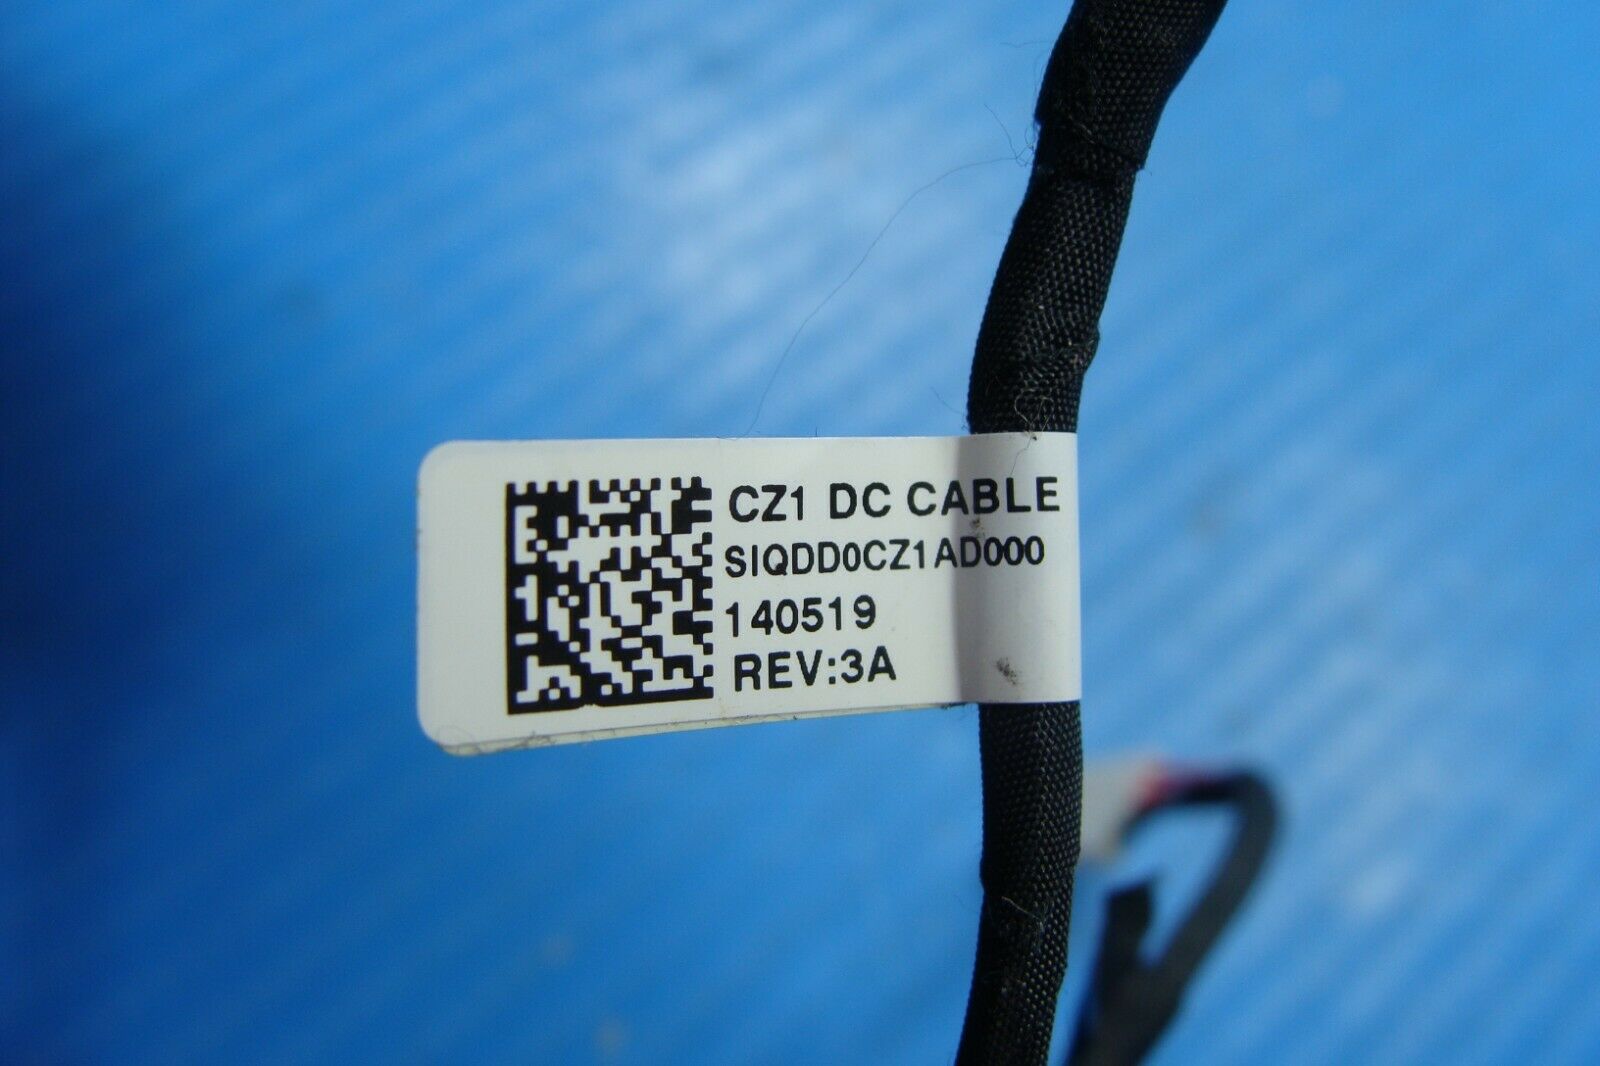 CZ1 DC CABLE
SIQDD0CZ1AD000
140519
REV:3A